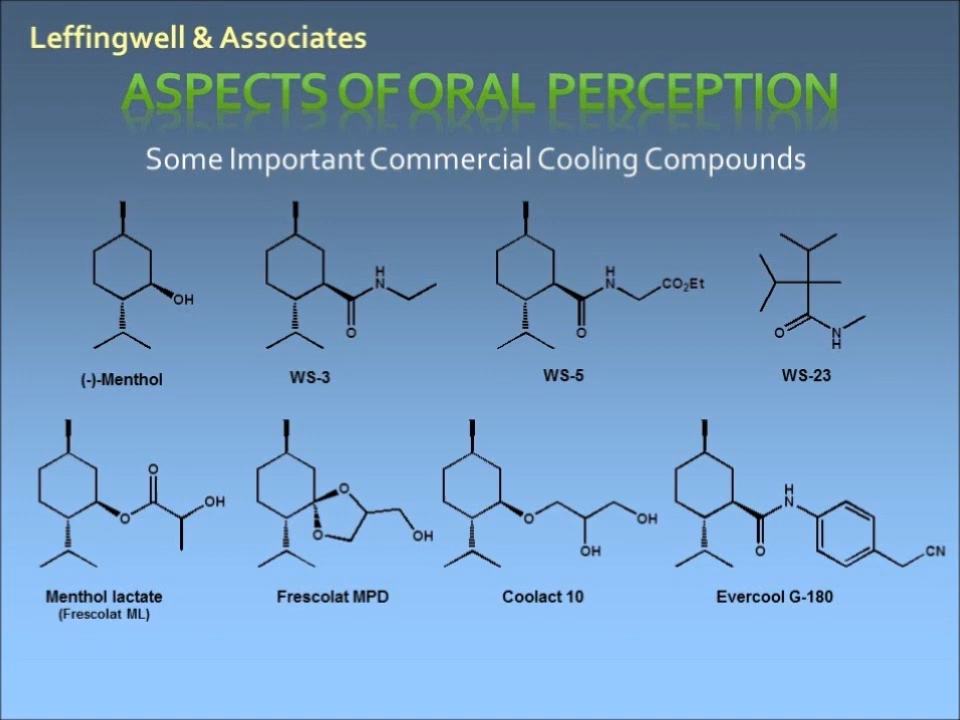 Leffingwell & Associates
ASPECTS OF ORAL PERCEPTION
Some Important Commercial Cooling Compounds
OH
(-)-Menthol
H
N
O
WS-3
H
N
CO₂Et
O
WS-5
O
N
H
WS-23
O
O
OH
Menthol lactate
(Frescolat ML)
O
O
OH
Frescolat MPD
O
OH
OH
Coolact 10
H
N
O
CN
Evercool G-180